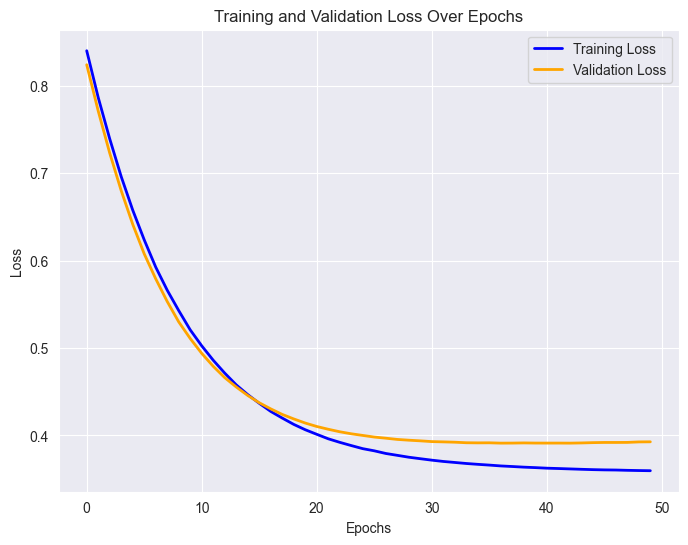 Training and Validation Loss Over Epochs
Training Loss
Validation Loss
0.8
0.7
0.6
0.5
0.4
Loss
0
10
20
30
40
50
Epochs